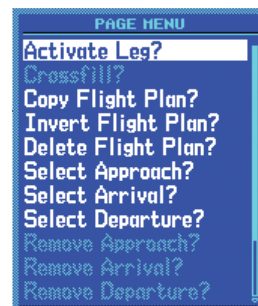 PAGE MENU
Activate Leg?
Crossfill?
Copy Flight Plan?
Invert Flight Plan?
Delete Flight Plan?
Select Approach?
Select Arrival?
Select Departure?
Remove Approach?
Remove Arrival?
Remove Departure?